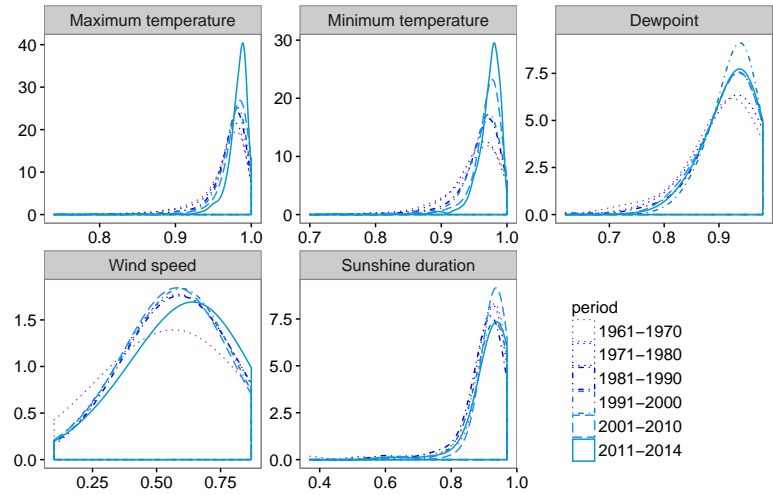 Maximum temperature
Minimum temperature
Dewpoint
40
30
20
10
0
0.8 0.9 1.0
30
20
10
0
0.7 0.8 0.9 1.0
7.5
5.0
2.5
0.0
0.7 0.8 0.9
Wind speed
Sunshine duration
1.5
1.0
0.5
0.0
0.25 0.50 0.75
7.5
5.0
2.5
0.0
0.4 0.6 0.8 1.0
period
1961−1970
1971−1980
1981−1990
1991−2000
2001−2010
2011−2014